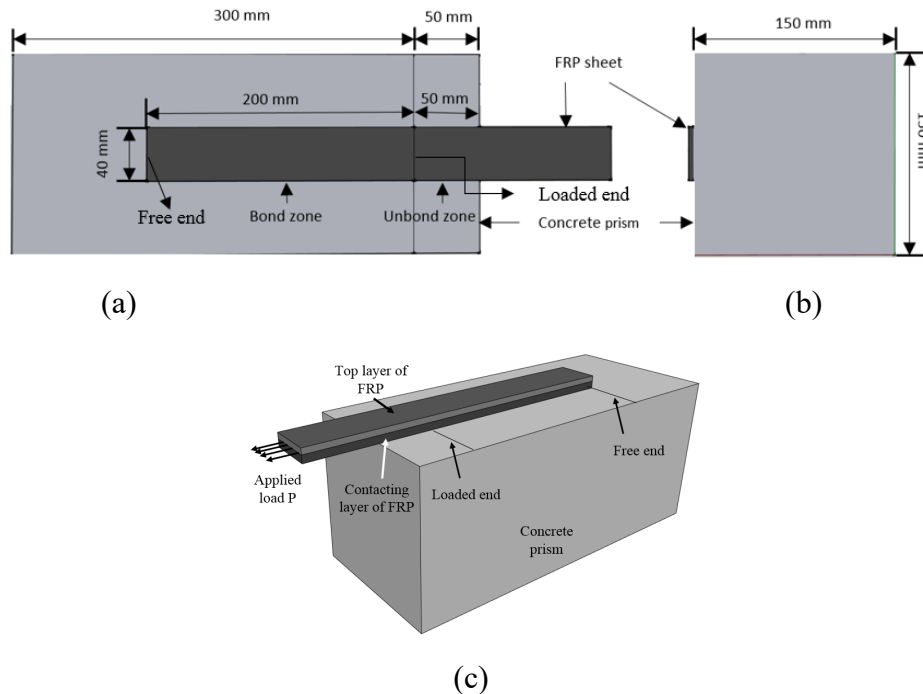 300 mm
50 mm
150 mm
FRP sheet
200 mm
50 mm
40 mm
150 mm
Free end
Bond zone
Unbond zone
Loaded end
Concrete prism
(a)
(b)
Top layer of
FRP
Applied
load P
Contacting
layer of FRP
Loaded end
Free end
Concrete
prism
(c)